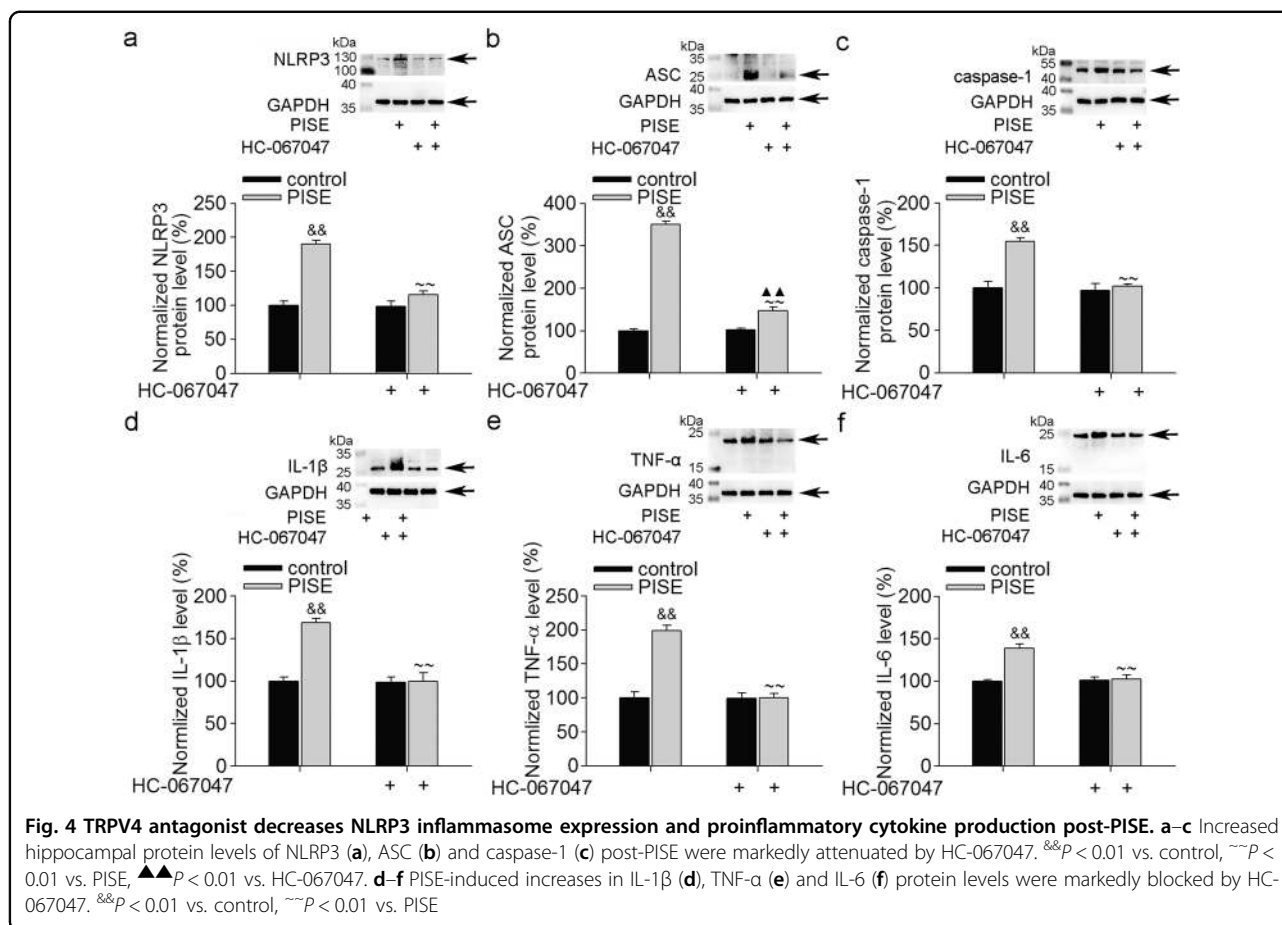 a
kDa
NLRP3
130
100
40
GAPDH
35
PISE + +
HC-067047 + +
control
PISE
Normalized NLRP3 protein level (%)
250
200
150
100
50
0
&&
~~
HC-067047 + +
b
kDa
35
ASC
25
40
GAPDH
35
PISE + +
HC-067047 + +
control
PISE
Normalized ASC protein level (%)
400
300
200
100
0
&&
▲▲
~~
HC-067047 + +
c
kDa
55
caspase-1
40
40
GAPDH
35
PISE + +
HC-067047 + +
control
PISE
Normalized caspase-1 protein level (%)
200
150
100
50
0
&&
~~
HC-067047 + +
d
kDa
35
IL-1β
25
GAPDH
40
35
PISE + +
HC-067047 + +
control
PISE
Normlized IL-1β level (%)
200
150
100
50
0
&&
~~
HC-067047 + +
e
kDa
25
TNF-α
15
40
GAPDH
35
PISE + +
HC-067047 + +
control
PISE
Normlized TNF-α level (%)
250
200
150
100
50
0
&&
~~
HC-067047 + +
f
kDa
25
IL-6
15
40
GAPDH
35
PISE + +
HC-067047 + +
control
PISE
Normlized IL-6 level (%)
200
150
100
50
0
&&
~~
HC-067047 + +
Fig. 4 TRPV4 antagonist decreases NLRP3 inflammasome expression and proinflammatory cytokine production post-PISE. a–c Increased
hippocampal protein levels of NLRP3 (a), ASC (b) and caspase-1 (c) post-PISE were markedly attenuated by HC-067047. &&P < 0.01 vs. control, ~~P <
0.01 vs. PISE, ▲▲P < 0.01 vs. HC-067047. d–f PISE-induced increases in IL-1β (d), TNF-α (e) and IL-6 (f) protein levels were markedly blocked by HC-
067047. &&P < 0.01 vs. control, ~~P < 0.01 vs. PISE